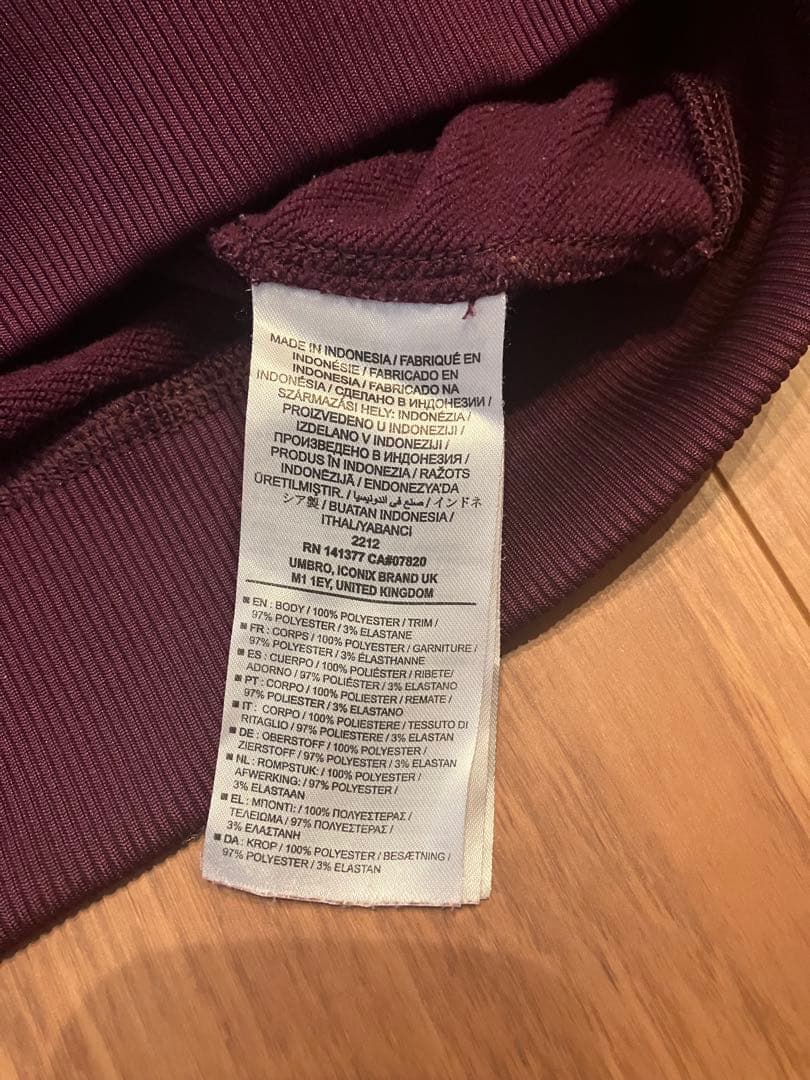 MADE IN INDONESIA / FABRIQUÉ EN
INDONÉSIE / FABRICADO EN
INDONESIA / FABRICADO NA
INDONÉSIA / СДЕЛАНО В ИНДОНЕЗИИ /
SZÁRMAZÁSI HELY: INDONÉZIA /
PROIZVEDENO U INDONEZIJI /
IZDELANO V INDONEZIJI /
ПРОИЗВЕДЕНО В ИНДОНЕЗИЯ /
PRODUS ÎN INDONEZIA / RAŽOTS
INDONĒZIJĀ / ENDONEZYA'DA
ÜRETILMIŞTIR. / صنع في اندونيسيا / インドネ
シア製 / BUATAN INDONESIA /
ITHAL/YABANCI
2212
RN 141377 CA#07820
UMBRO, ICONIX BRAND UK
M1 1EY, UNITED KINGDOM
EN : BODY / 100% POLYESTER / TRIM /
97% POLYESTER / 3% ELASTANE
FR : CORPS / 100% POLYESTER / GARNITURE /
97% POLYESTER / 3% ÉLASTHANNE
ES : CUERPO / 100% POLIÉSTER / RIBETE/
ADORNO / 97% POLIÉSTER / 3% ELASTANO
PT : CORPO / 100% POLIÉSTER / REMATE /
97% POLIÉSTER / 3% ELASTANO
IT : CORPO / 100% POLIESTERE / TESSUTO DI
RITAGLIO / 97% POLIESTERE / 3% ELASTAN
DE : OBERSTOFF / 100% POLYESTER /
ZIERSTOFF / 97% POLYESTER / 3% ELASTAN
NL : ROMPSTUK: / 100% POLYESTER /
AFWERKING: / 97% POLYESTER /
3% ELASTAAN
EL : ΜΠΟΝΤΙ: / 100% ΠΟΛΥΕΣΤΕΡΑΣ /
ΤΕΛΕΙΩΜΑ / 97% ΠΟΛΥΕΣΤΕΡΑΣ /
3% ΕΛΑΣΤΑΝΗ
DA : KROP / 100% POLYESTER / BESÆTNING /
97% POLYESTER / 3% ELASTAN